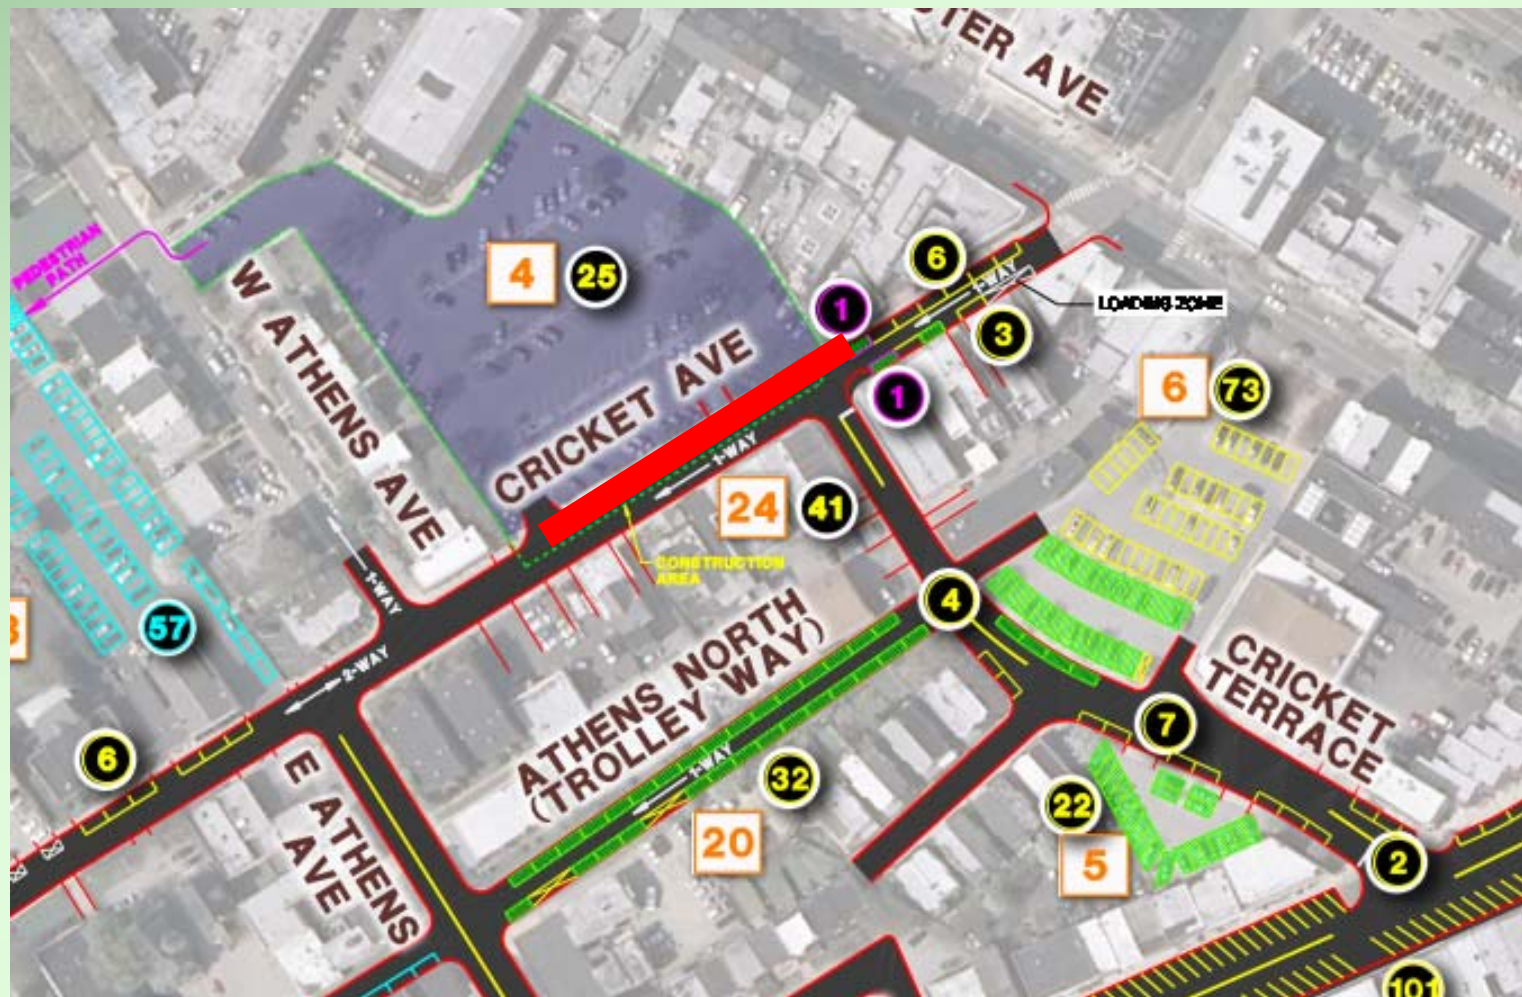 STER AVE
PEDESTRIAN
PATH
4
25
6
1-WAY
LOADING ZONE
1
3
W ATHENS AVE
CRICKET AVE
1
6
73
1-WAY
24
41
CONSTRUCTION
AREA
1-WAY
57
4
2-WAY
ATHENS NORTH
(TROLLEY WAY)
CRICKET
TERRACE
7
6
1-WAY
32
E ATHENS
AVE
22
20
5
2
101